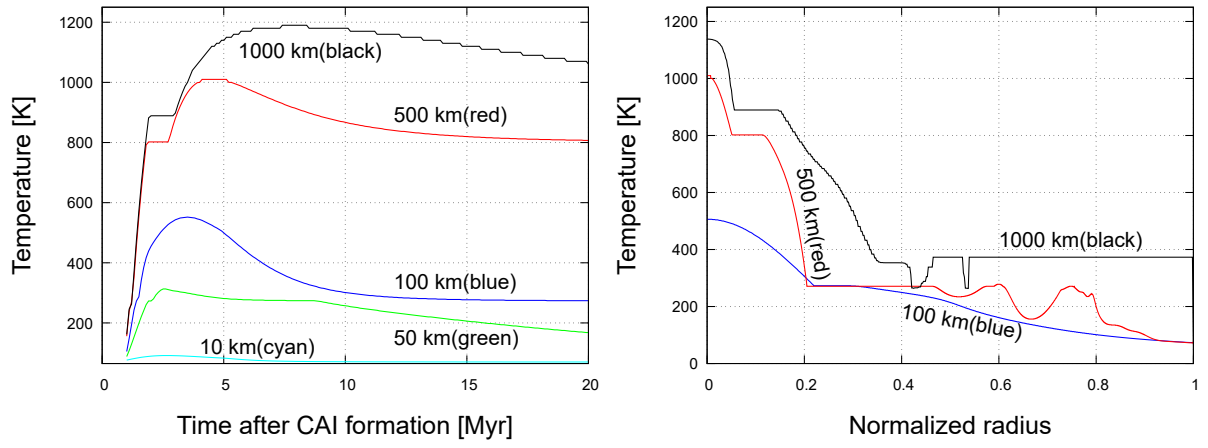 Temperature [K]
1200
1000
800
600
400
200
1000 km(black)
500 km(red)
100 km(blue)
50 km(green)
10 km(cyan)
0 5 10 15 20
Time after CAI formation [Myr]
Temperature [K]
1200
1000
800
600
400
200
0
500 km(red)
1000 km(black)
100 km(blue)
0 0.2 0.4 0.6 0.8 1
Normalized radius